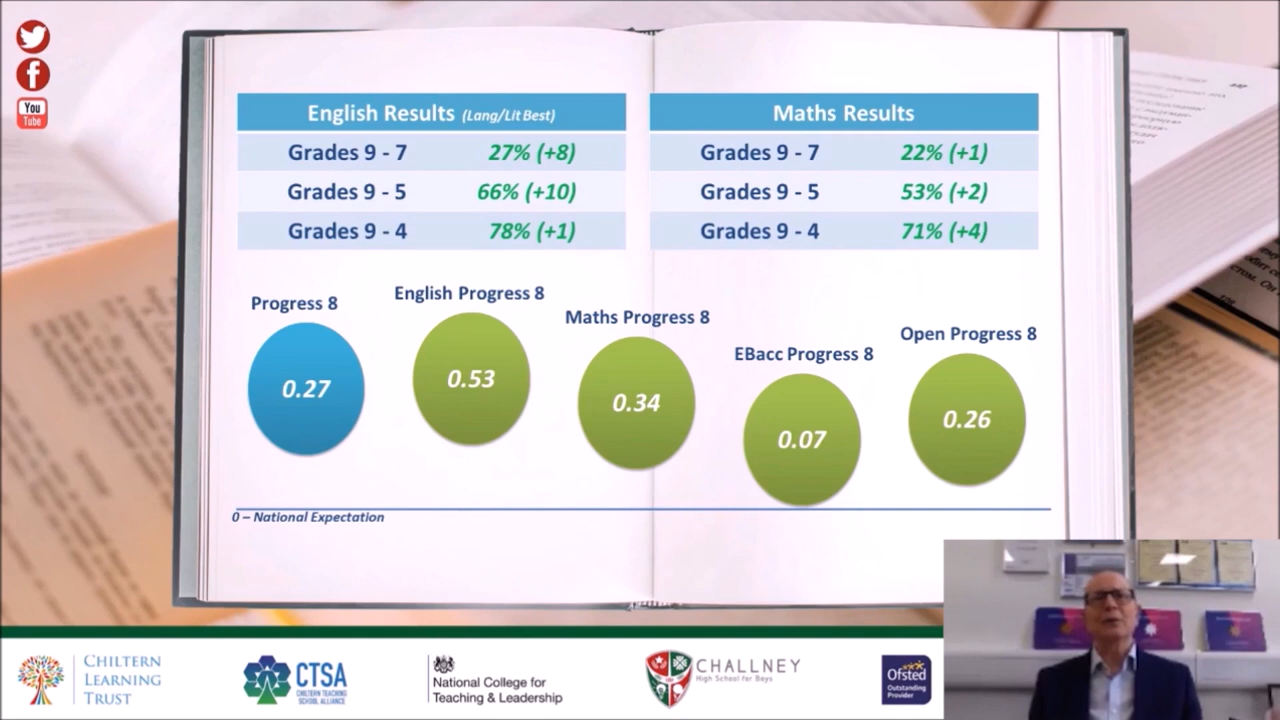 You
Tube
English Results (Lang/Lit Best)
Grades 9 - 7 27% (+8)
Grades 9 - 5 66% (+10)
Grades 9 - 4 78% (+1)
Maths Results
Grades 9 - 7 22% (+1)
Grades 9 - 5 53% (+2)
Grades 9 - 4 71% (+4)
Progress 8
0.27
English Progress 8
0.53
Maths Progress 8
0.34
EBacc Progress 8
0.07
Open Progress 8
0.26
0 – National Expectation
CHILTERN
LEARNING
TRUST
CTSA
CHILTERN TEACHING
SCHOOL ALLIANCE
National College for
Teaching & Leadership
CHALLNEY
High School for Boys
Ofsted
Outstanding
Provider